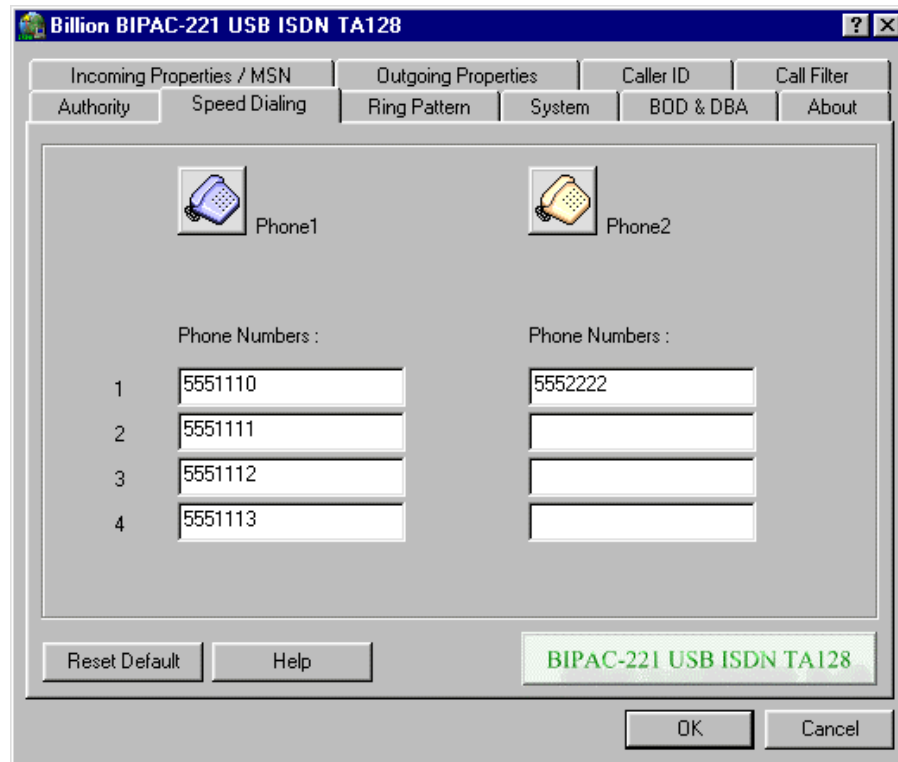 Billion BIPAC-221 USB ISDN TA128
Incoming Properties / MSN Outgoing Properties Caller ID Call Filter
Authority Speed Dialing Ring Pattern System BOD & DBA About
Phone1 Phone2
Phone Numbers : Phone Numbers :
1 5551110 5552222
2 5551111
3 5551112
4 5551113
Reset Default Help BIPAC-221 USB ISDN TA128
OK Cancel